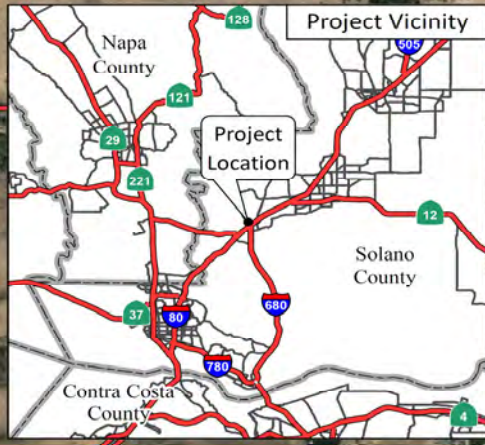 Project Vicinity
128
505
Napa
County
121
Project
Location
29
221
12
Solano
County
680
37
80
780
Contra Costa
County
4